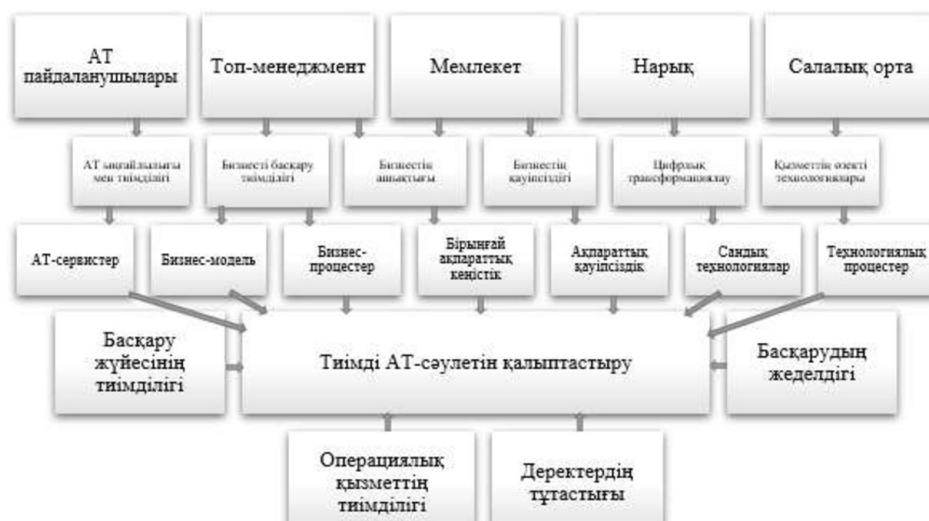 АТ
пайдаланушылары
Топ-менеджмент
Мемлекет
Нарық
Салалық орта
АТ ыңғайлылығы
мен тиімділігі
Бизнесті басқару
тиімділігі
Бизнестің
ашықтығы
Бизнестің
қауіпсіздігі
Цифрлық
трансформациялау
Қызметтің өзекті
технологиялары
АТ-сервистер
Бизнес-модель
Бизнес-
процестер
Бірыңғай
ақпараттық
кеңістік
Ақпараттық
қауіпсіздік
Сандық
технологиялар
Технологиялық
процестер
Басқару
жүйесінің
тиімділігі
Тиімді АТ-сәулетін қалыптастыру
Басқарудың
жеделдігі
Операциялық
қызметтің
тиімділігі
Деректердің
тұтастығы